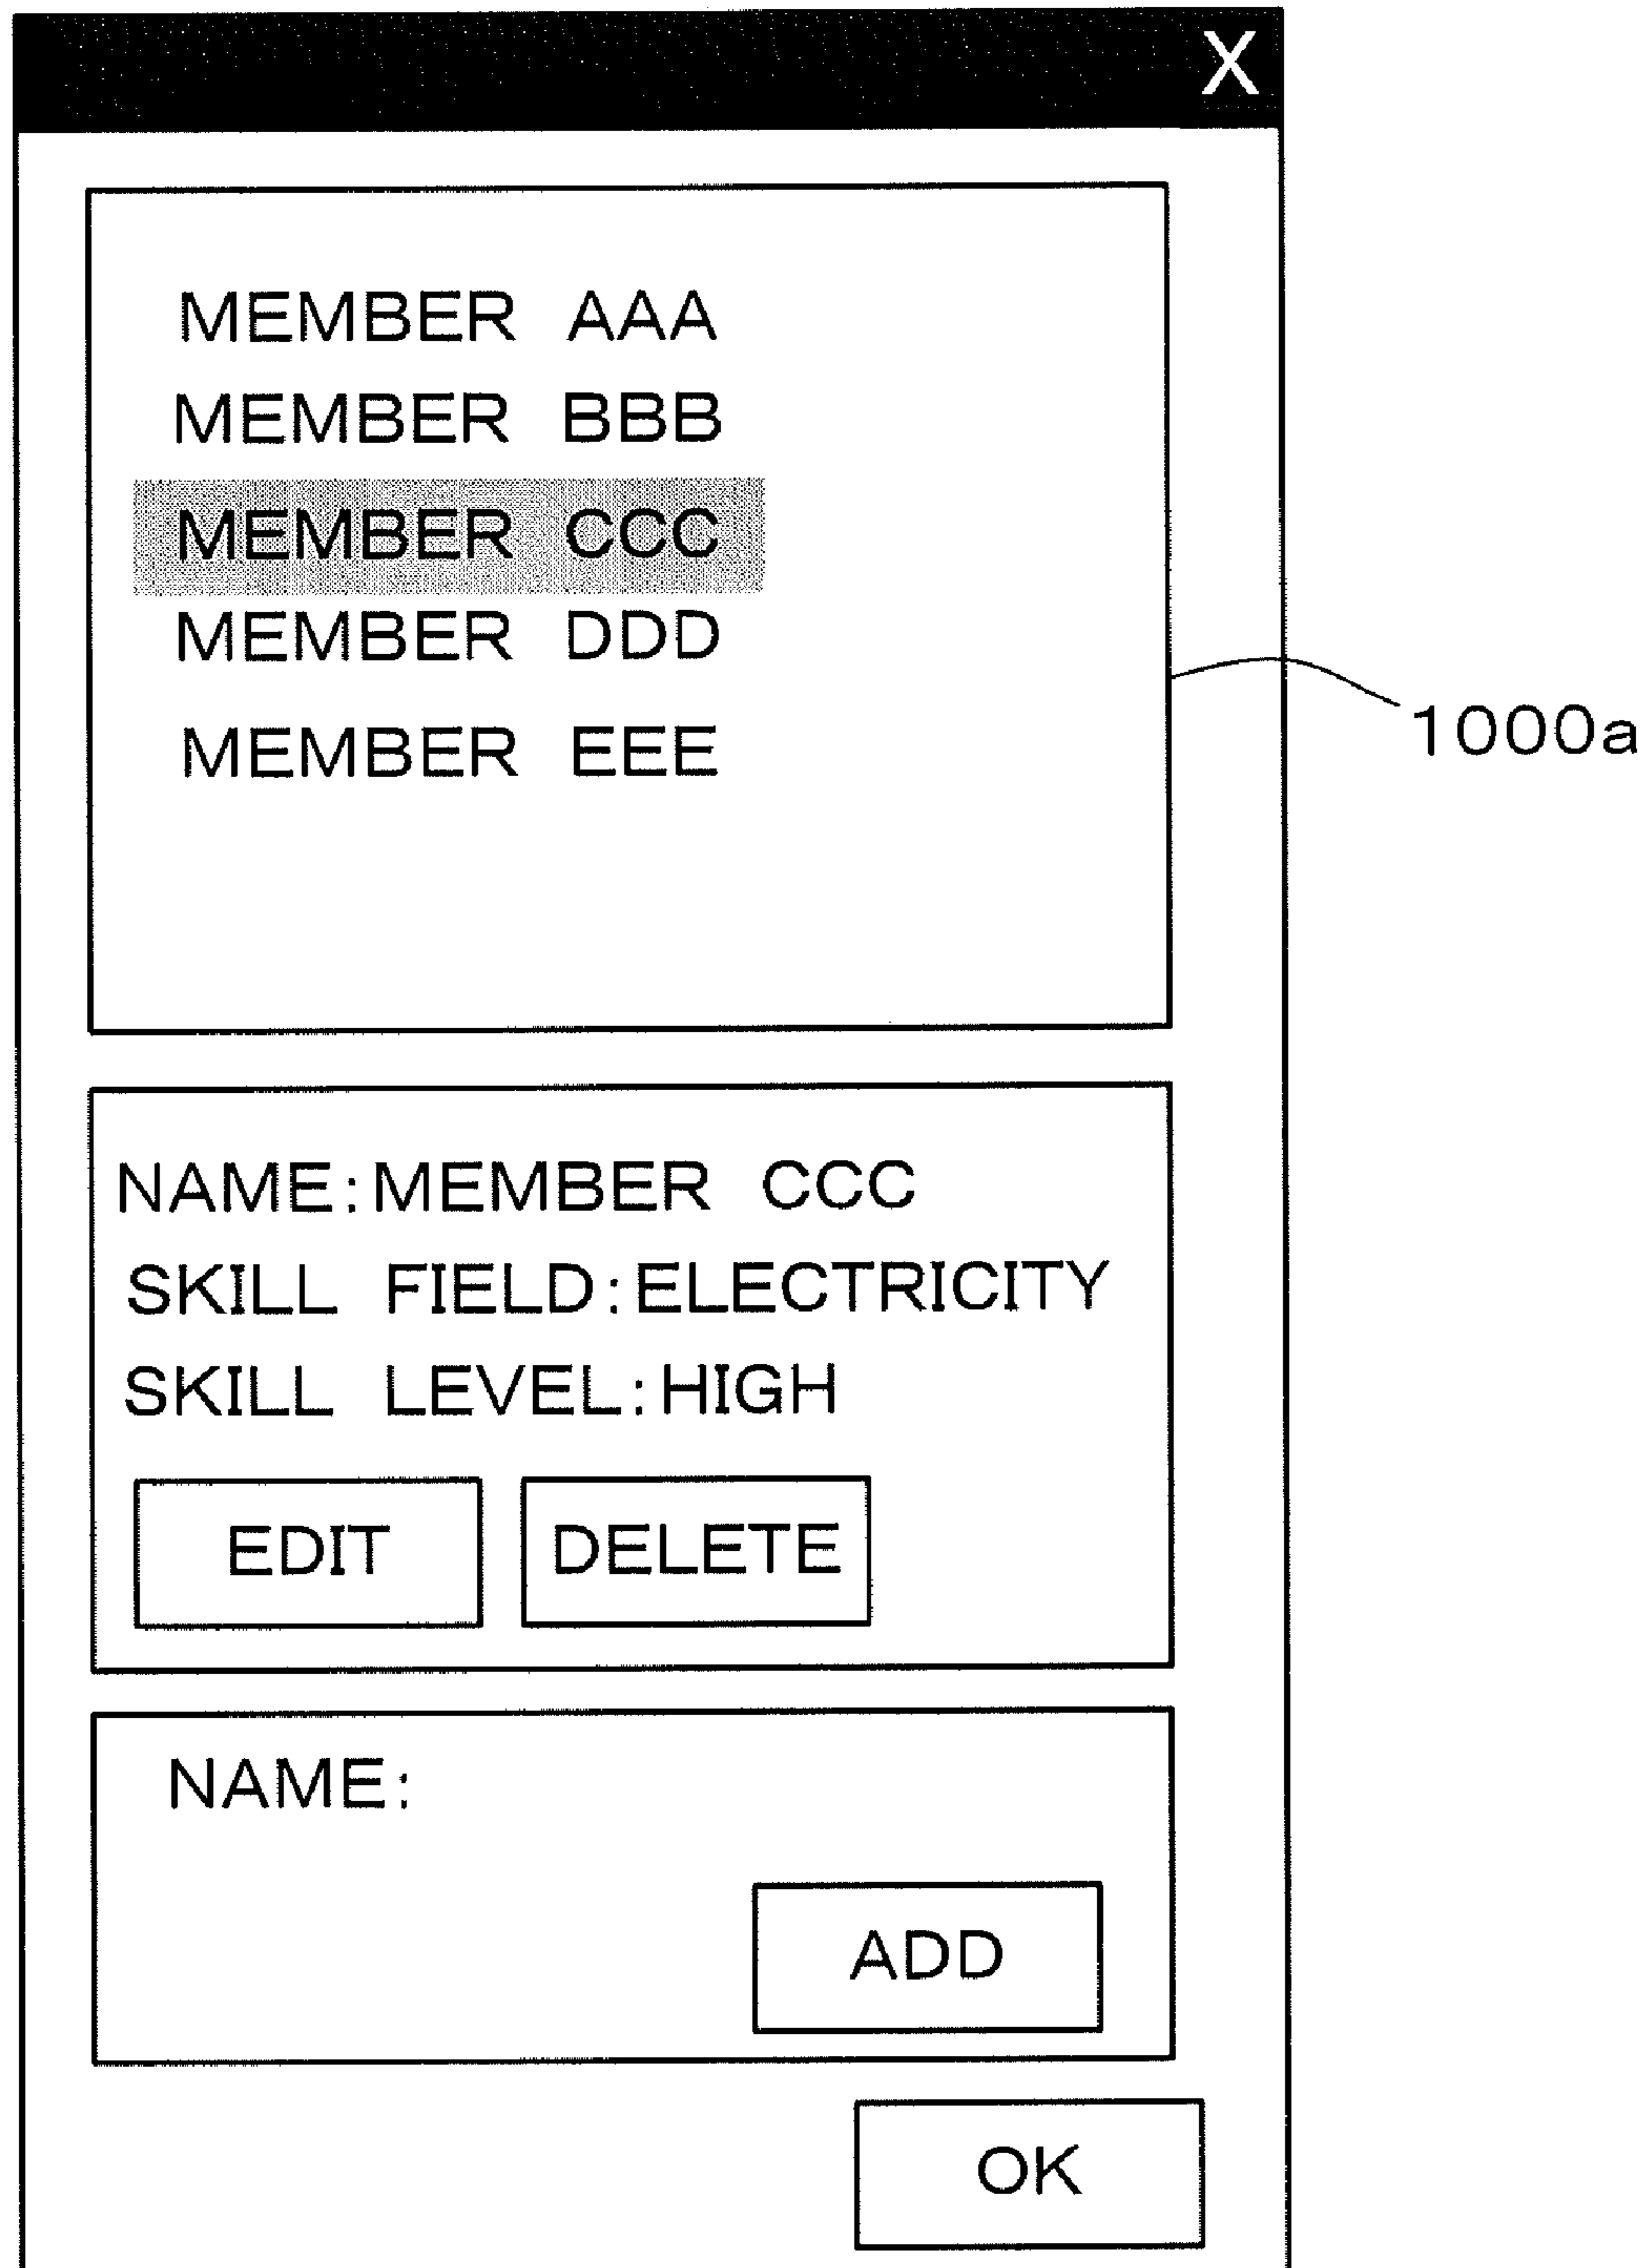 X
MEMBER AAA
MEMBER BBB
MEMBER CCC
MEMBER DDD
MEMBER EEE
1000a
NAME:MEMBER CCC
SKILL FIELD:ELECTRICITY
SKILL LEVEL:HIGH
EDIT DELETE
NAME:
ADD
OK